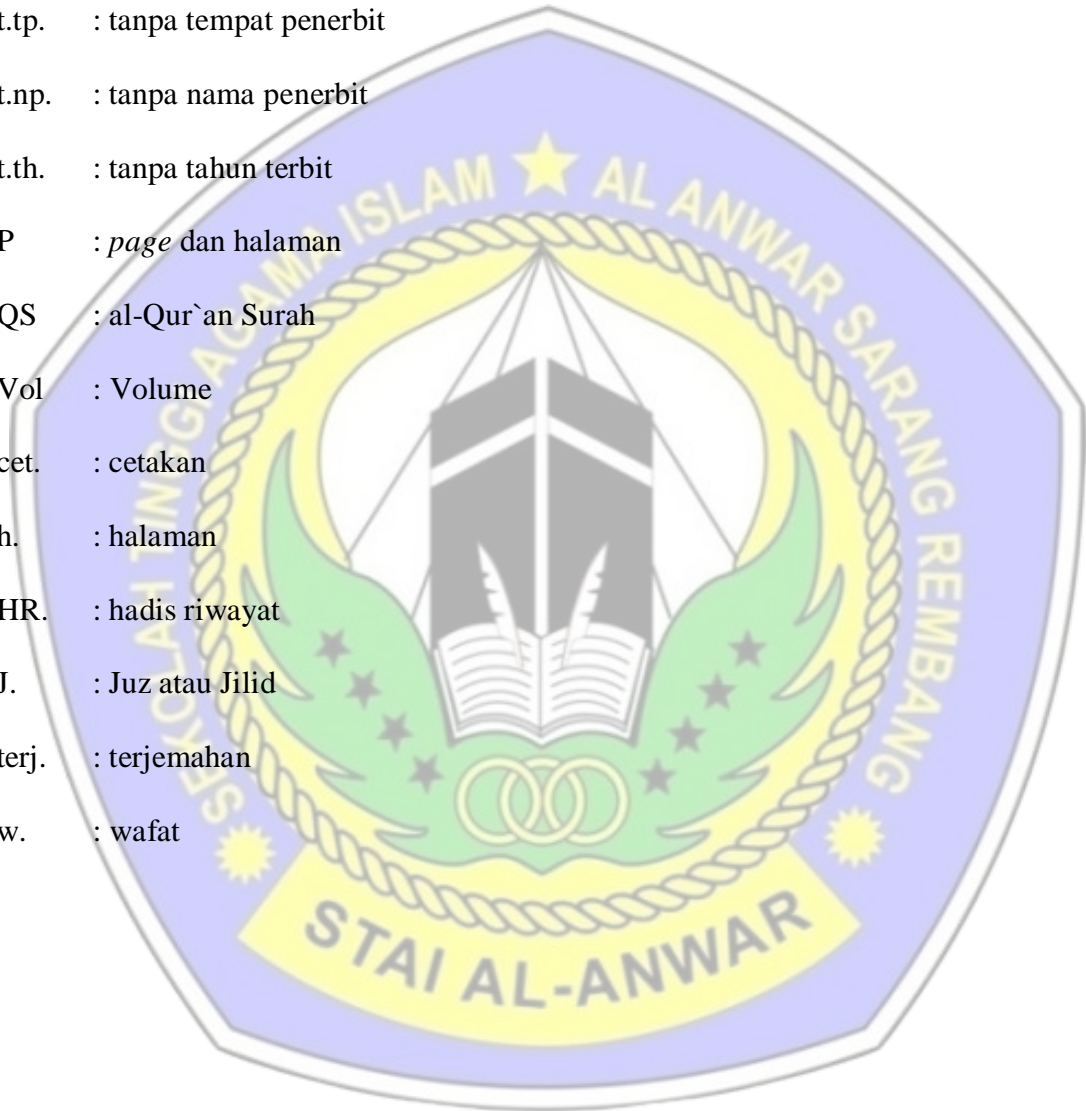 t.tp. : tanpa tempat penerbit
t.np. : tanpa nama penerbit
t.th. : tanpa tahun terbit
P : page dan halaman
QS : al-Qur`an Surah
Vol : Volume
cet. : cetakan
h. : halaman
HR. : hadis riwayat
J. : Juz atau Jilid
terj. : terjemahan
w. : wafat
SEKOLAH TINGGI AGAMA ISLAM AL ANWAR SARANG REMBANG
STAI AL-ANWAR